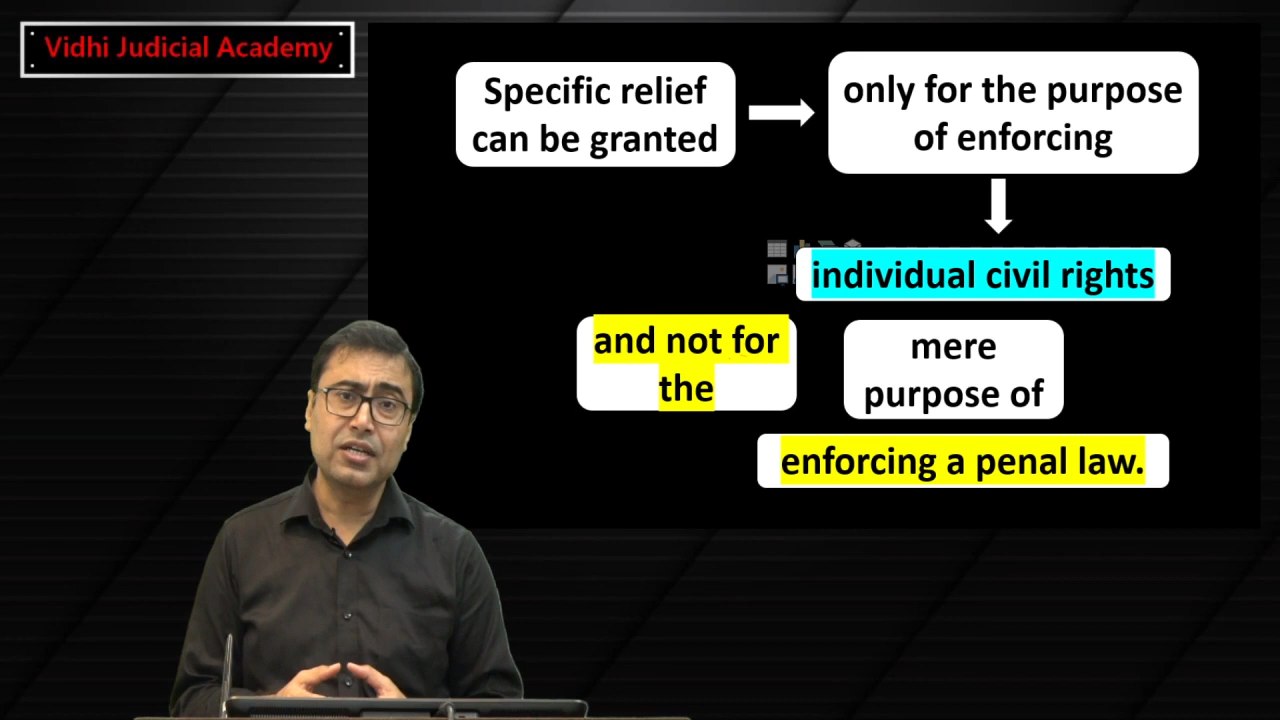 Vidhi Judicial Academy
Specific relief
can be granted
only for the purpose
of enforcing
individual civil rights
and not for
the
mere
purpose of
enforcing a penal law.